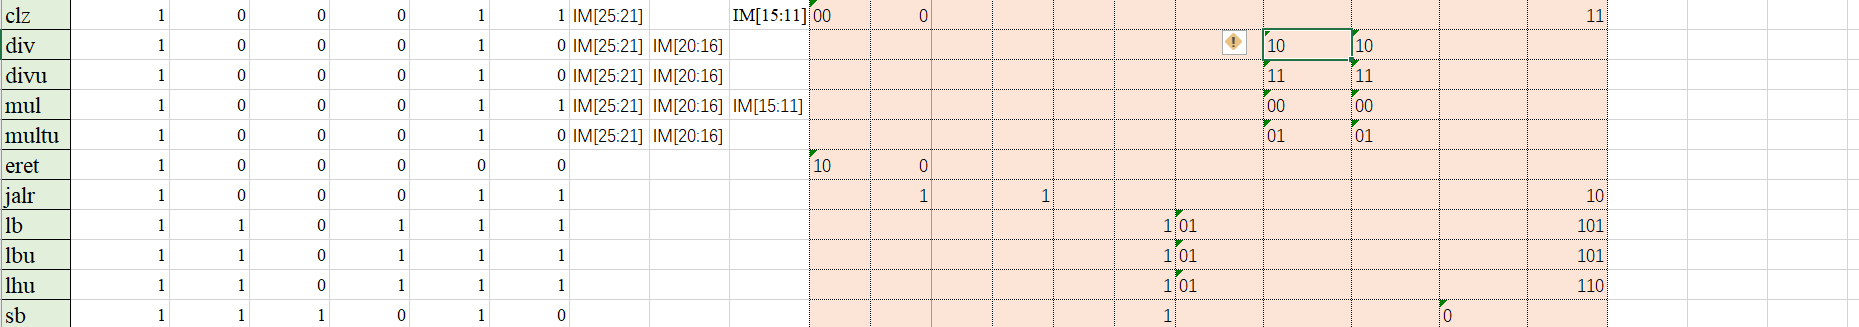 clz 1 0 0 0 1 1 IM[25:21] IM[15:11] 00 0 11
div 1 0 0 0 1 0 IM[25:21] IM[20:16] ! 10 10
divu 1 0 0 0 1 0 IM[25:21] IM[20:16] 11 11
mul 1 0 0 0 1 1 IM[25:21] IM[20:16] IM[15:11] 00 00
multu 1 0 0 0 1 0 IM[25:21] IM[20:16] 01 01
eret 1 0 0 0 0 0 10 0
jalr 1 0 0 0 1 1 1 1 10
lb 1 1 0 1 1 1 1 01 101
lbu 1 1 0 1 1 1 1 01 101
lhu 1 1 0 1 1 1 1 01 110
sb 1 1 1 0 1 0 1 0